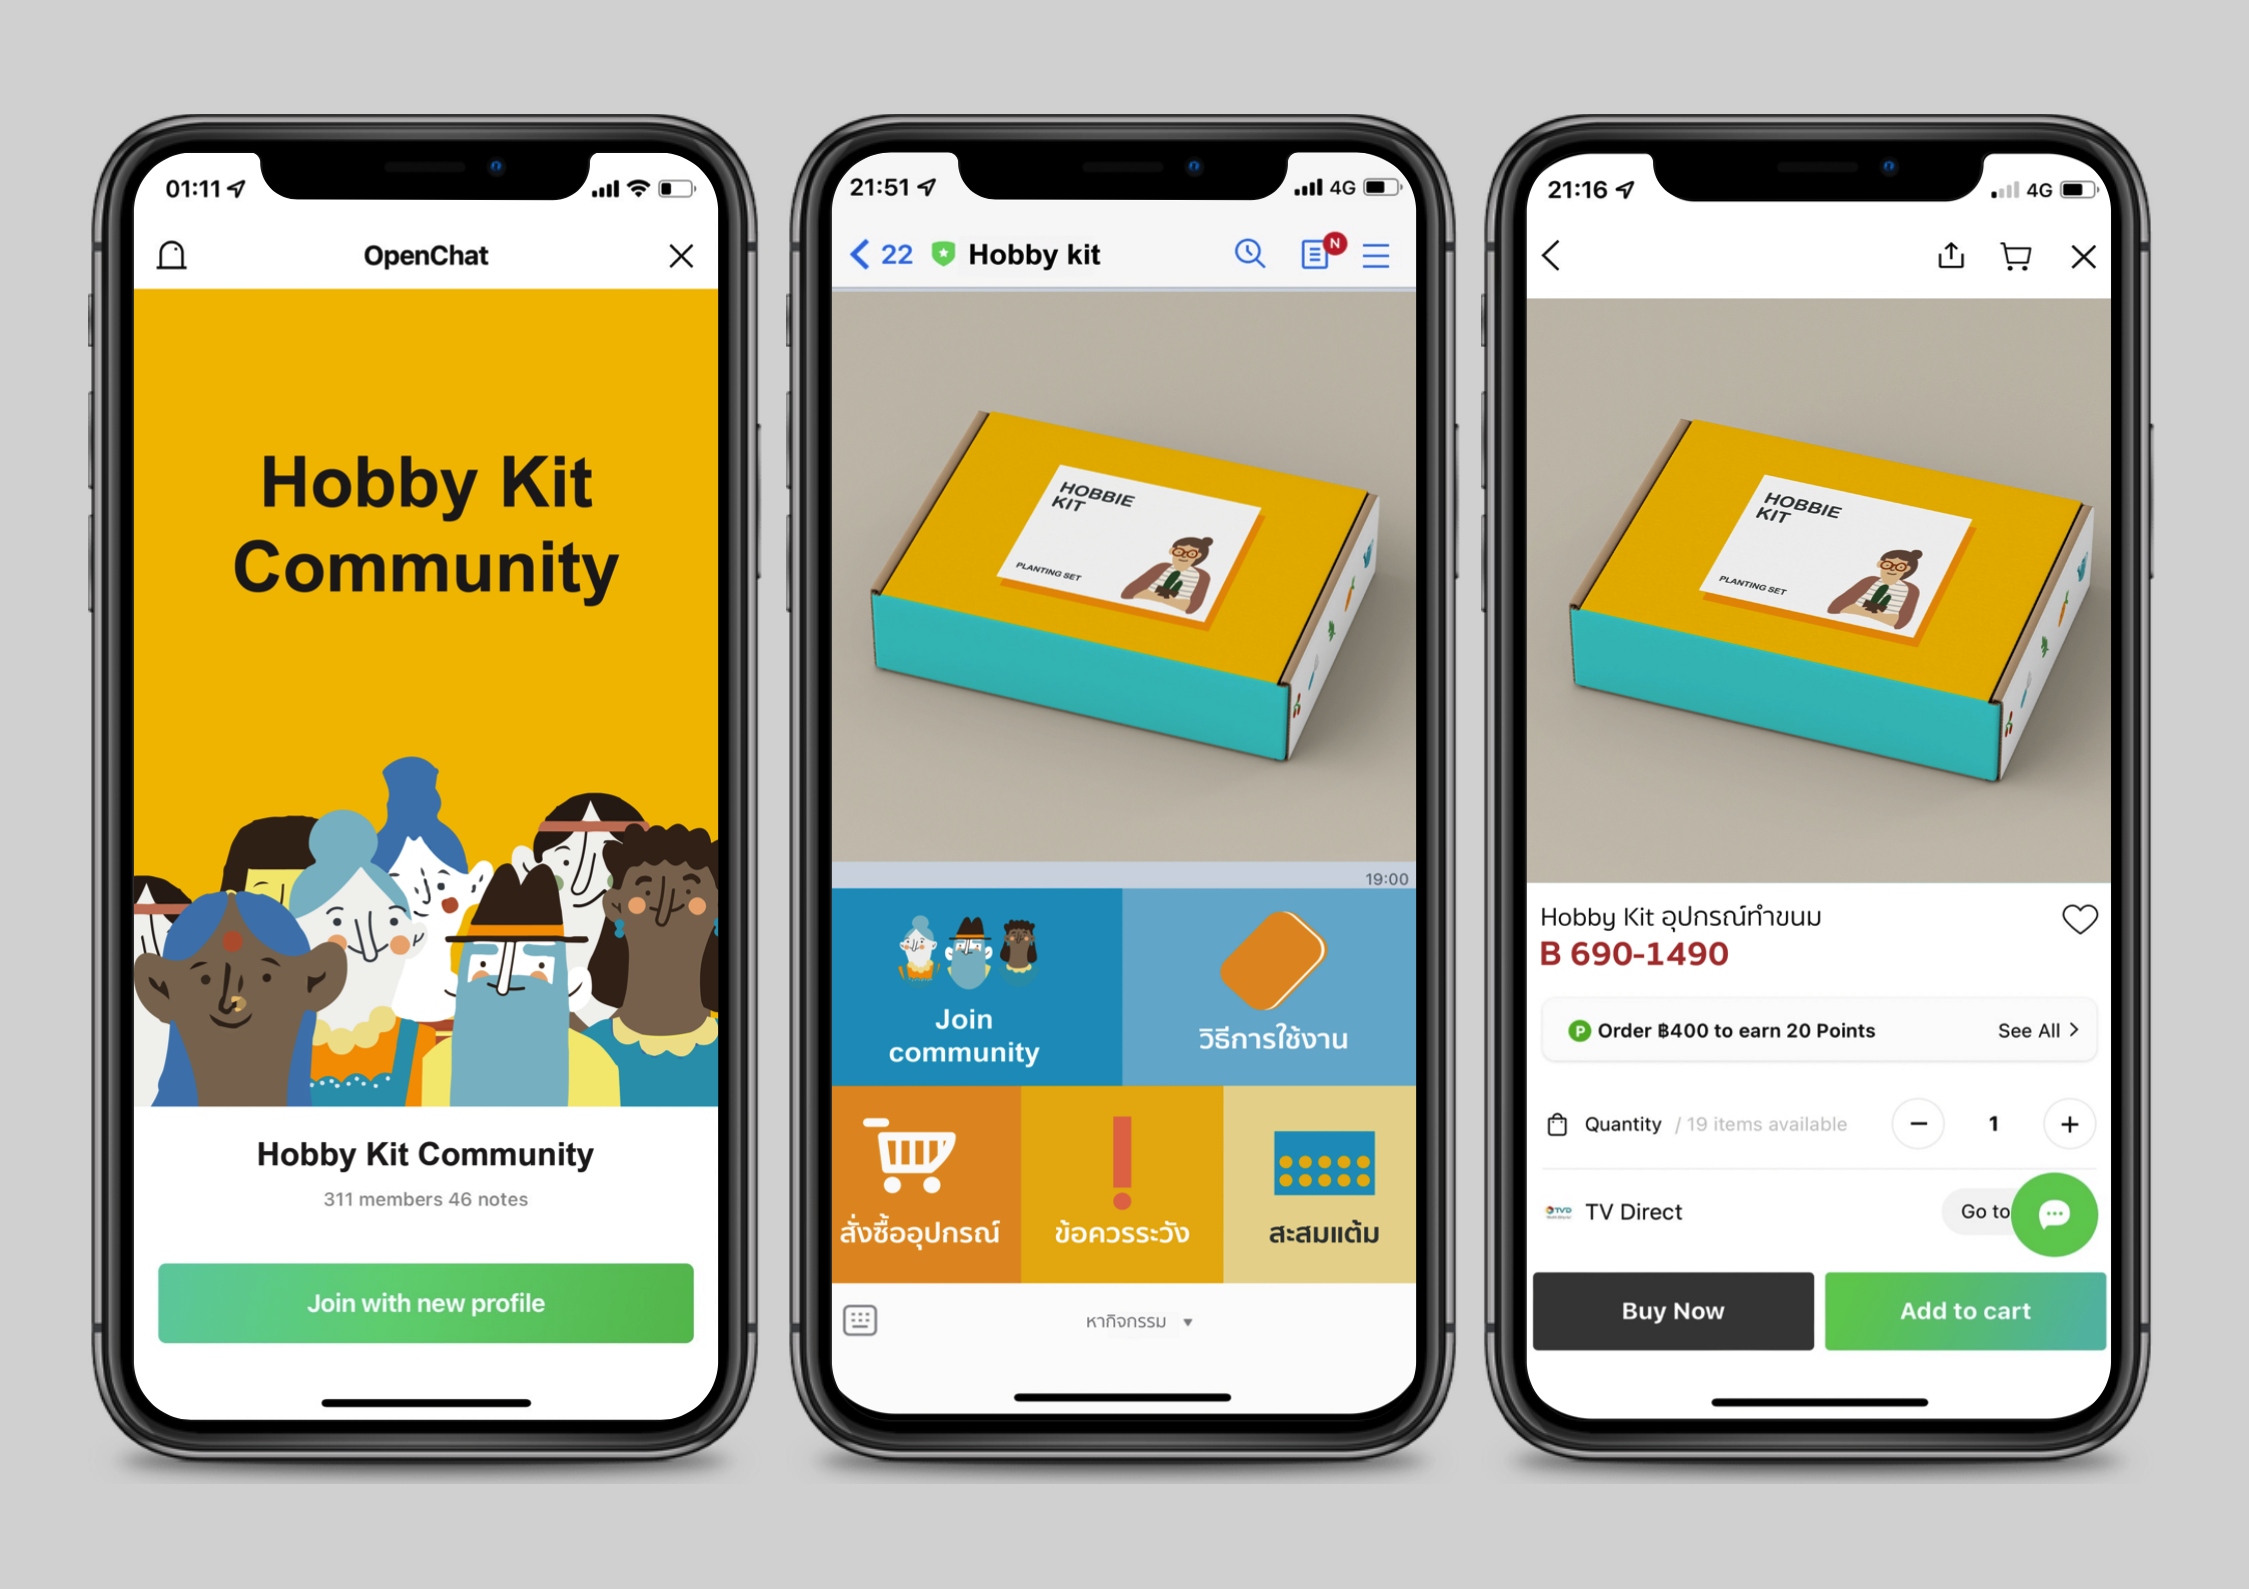 01:11
OpenChat
Hobby Kit
Community
Hobby Kit Community
311 members 46 notes
Join with new profile
21:51
4G
22
Hobby kit
N
HOBBIE
KIT
PLANTING SET
19:00
Join
community
วิธีการใช้งาน
สั่งซื้ออุปกรณ์
ข้อควรระวัง
สะสมแต้ม
หากิจกรรม
21:16
4G
HOBBIE
KIT
PLANTING SET
Hobby Kit อุปกรณ์ทำขนม
B 690-1490
P Order ฿400 to earn 20 Points
See All
Quantity / 19 items available
1
TVD
TV Direct
Go to
Buy Now
Add to cart